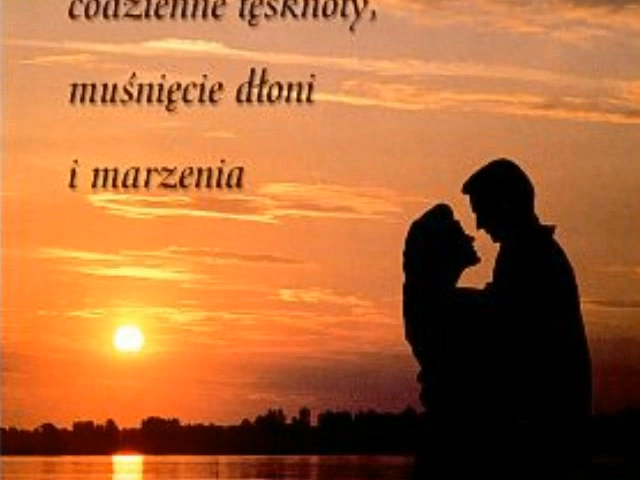 codzienne tęsknoty,
muśnięcie dłoni
i marzenia